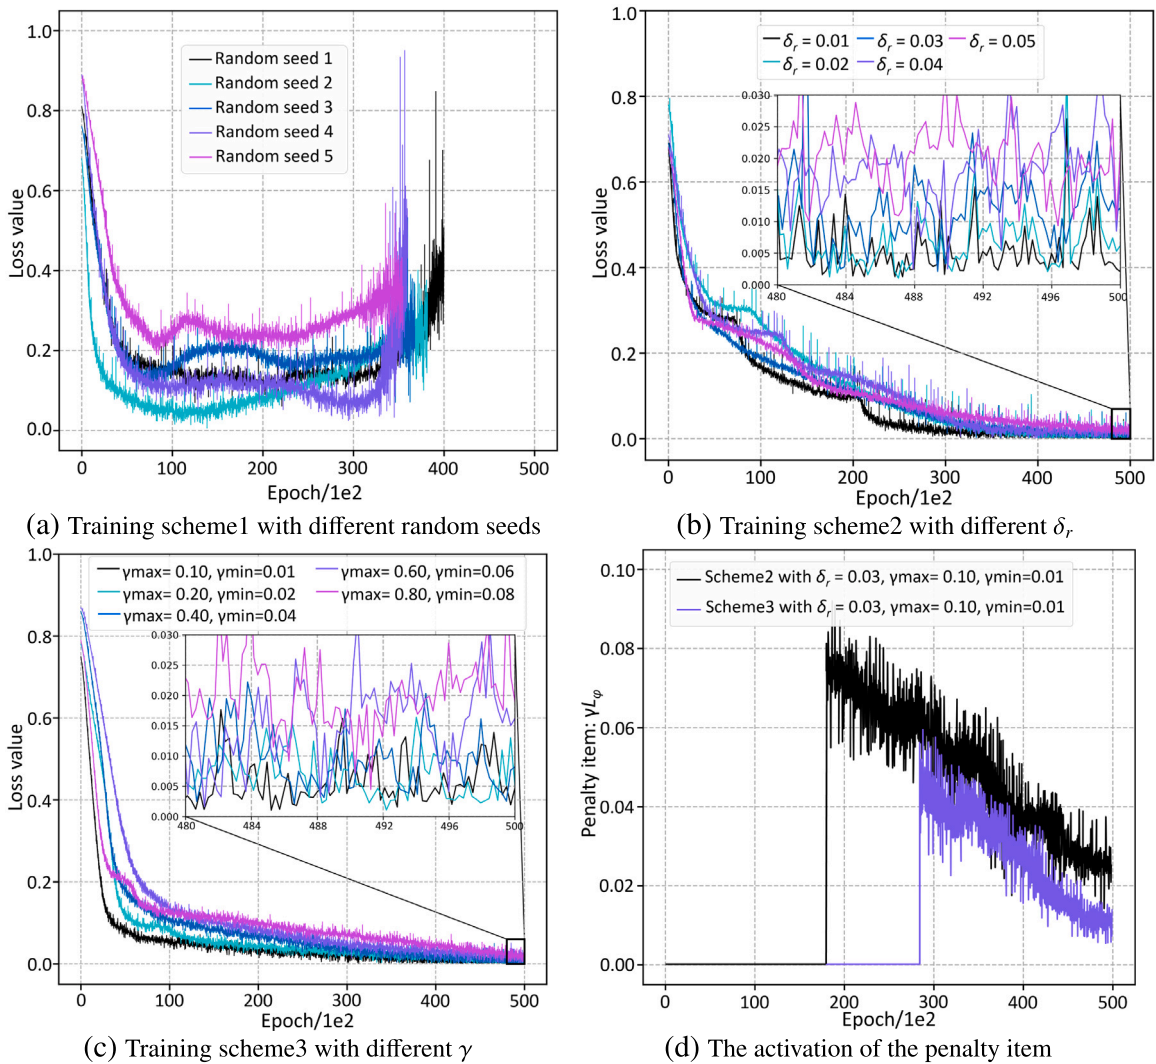 1.0
0.8
0.6
0.4
0.2
0.0
Loss value
Random seed 1
Random seed 2
Random seed 3
Random seed 4
Random seed 5
0 100 200 300 400 500
Epoch/1e2
(a) Training scheme1 with different random seeds
1.0
0.8
0.6
0.4
0.2
0.0
Loss value
δr = 0.01 δr = 0.03 δr = 0.05
δr = 0.02 δr = 0.04
0.030
0.025
0.020
0.015
0.010
0.005
0.000
480 484 488 492 496 500
0 100 200 300 400 500
Epoch/1e2
(b) Training scheme2 with different δr
1.0
0.8
0.6
0.4
0.2
0.0
Loss value
γmax= 0.10, γmin=0.01 γmax= 0.60, γmin=0.06
γmax= 0.20, γmin=0.02 γmax= 0.80, γmin=0.08
γmax= 0.40, γmin=0.04
0.030
0.025
0.020
0.015
0.010
0.005
0.000
480 484 488 492 496 500
0 100 200 300 400 500
Epoch/1e2
(c) Training scheme3 with different γ
0.10
0.08
0.06
0.04
0.02
0.00
Penalty item: γLφ
Scheme2 with δr = 0.03, γmax= 0.10, γmin=0.01
Scheme3 with δr = 0.03, γmax= 0.10, γmin=0.01
0 100 200 300 400 500
Epoch/1e2
(d) The activation of the penalty item